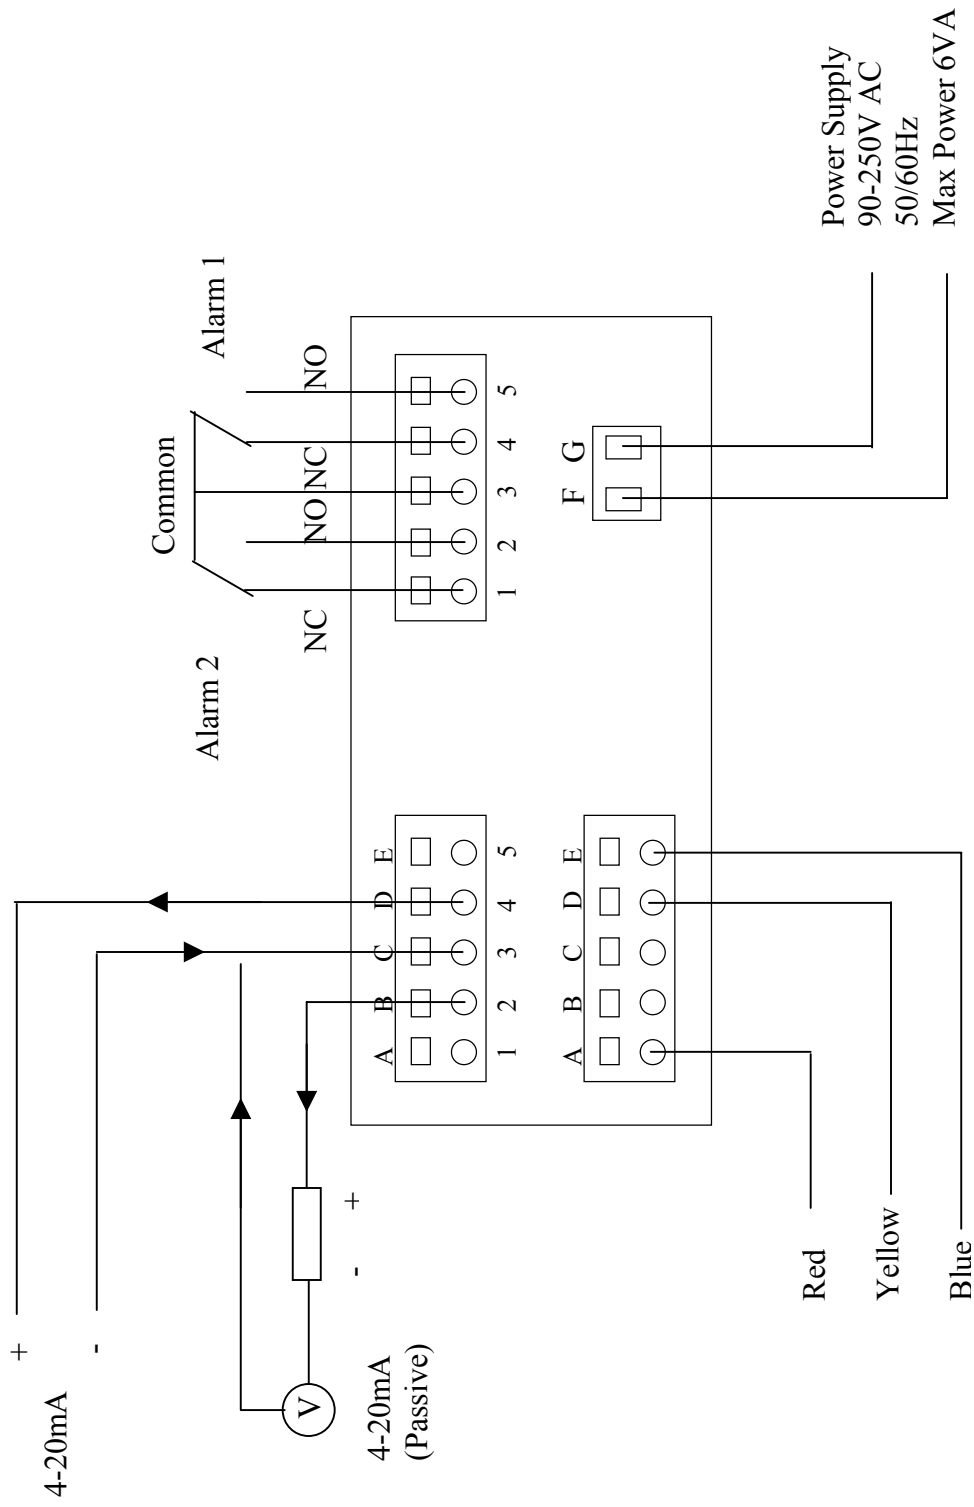 +
-
4-20mA
Common
Alarm 2
Alarm 1
NC
NO
NC
NO
4-20mA
(Passive)
V
-
+
A B C D E
1 2 3 4 5
1 2 3 4 5
A B C D E
F G
Red
Yellow
Blue
Power Supply
90-250V AC
50/60Hz
Max Power 6VA